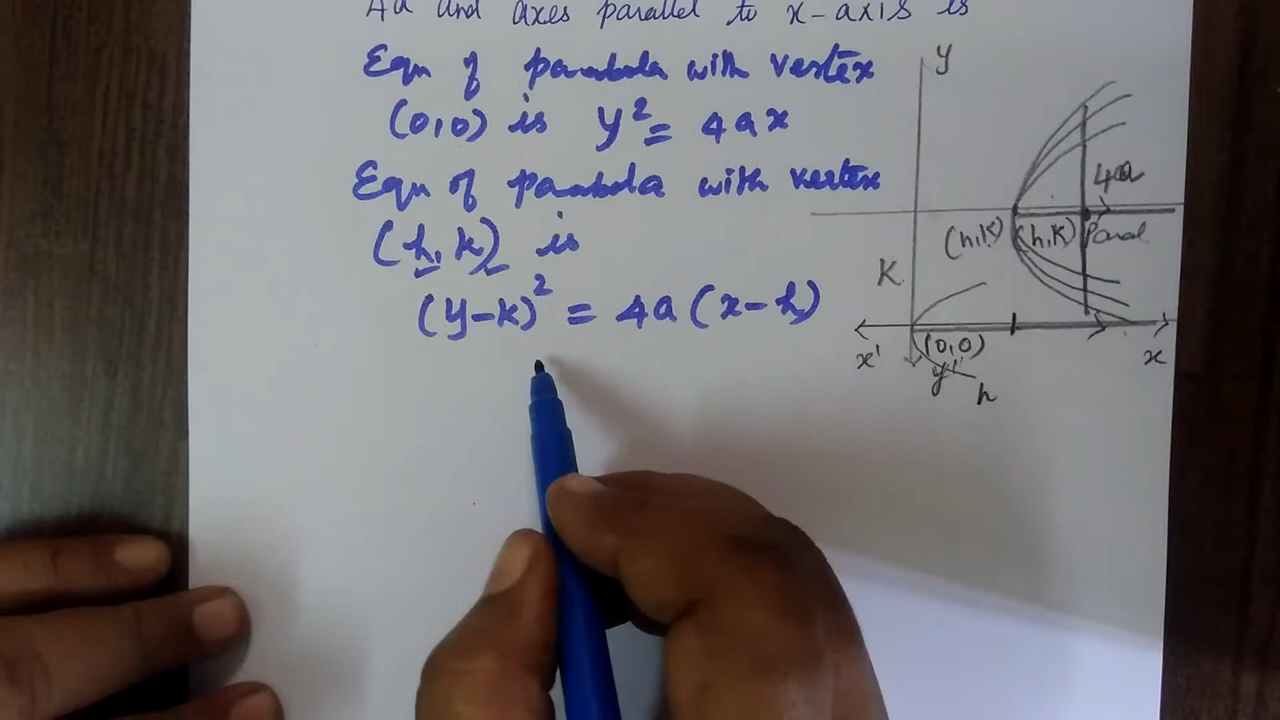 4a and axes parallel to x-axis is
Eqn of parabola with vertex
(0,0) is y² = 4ax
Eqn of parabola with vertex
(h,k) is
(y-k)² = 4a(x-h)
y
4a
(h,k) (h,k) Paral
K
x' (0,0) x
y'
h